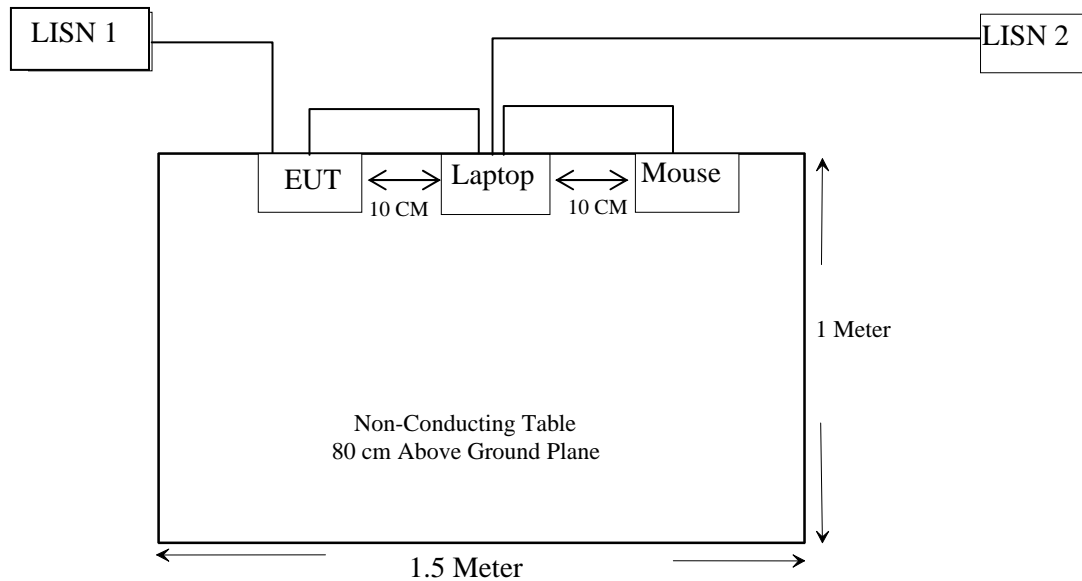 LISN 1
LISN 2
EUT
Laptop
Mouse
10 CM
10 CM
1 Meter
Non-Conducting Table
80 cm Above Ground Plane
1.5 Meter